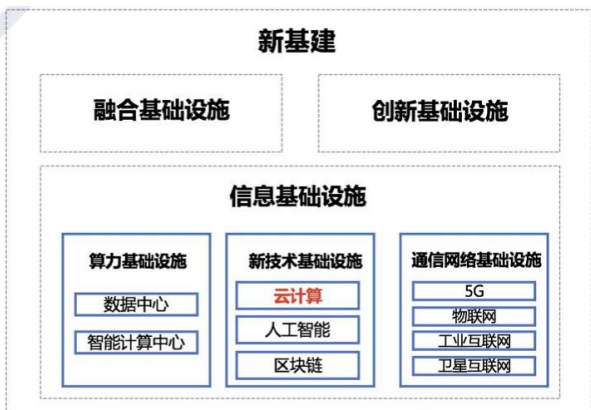 新基建
融合基础设施
创新基础设施
信息基础设施
算力基础设施
数据中心
智能计算中心
新技术基础设施
云计算
人工智能
区块链
通信网络基础设施
5G
物联网
工业互联网
卫星互联网